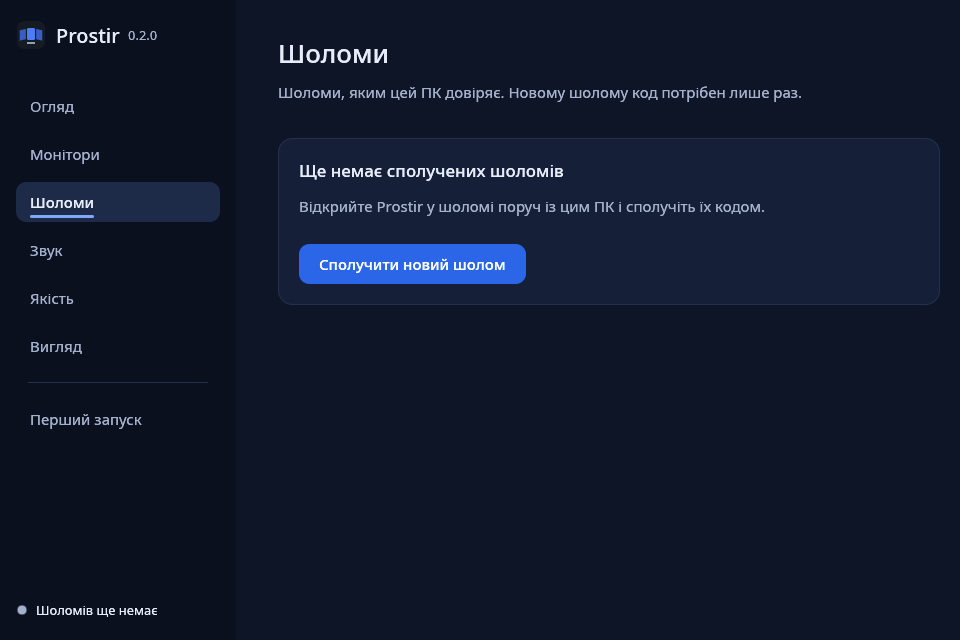 Prostir 0.2.0
Огляд
Монітори
Шоломи
Звук
Якість
Вигляд
Перший запуск
Шоломів ще немає
Шоломи
Шоломи, яким цей ПК довіряє. Новому шолому код потрібен лише раз.
Ще немає сполучених шоломів
Відкрийте Prostir у шоломі поруч із цим ПК і сполучіть їх кодом.
Сполучити новий шолом